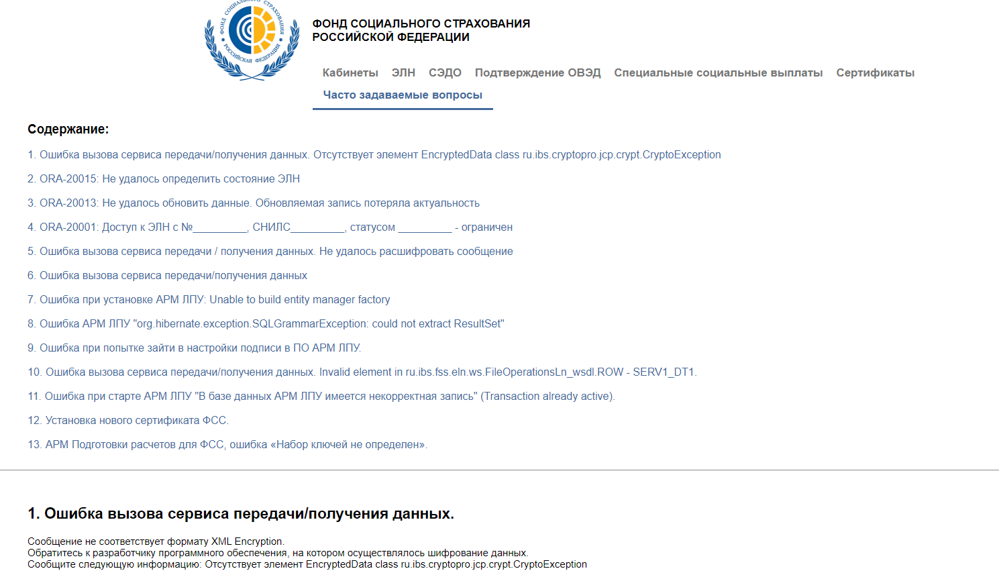 ФОНД СОЦИАЛЬНОГО СТРАХОВАНИЯ
РОССИЙСКАЯ ФЕДЕРАЦИЯ
ФОНД СОЦИАЛЬНОГО СТРАХОВАНИЯ
РОССИЙСКОЙ ФЕДЕРАЦИИ
Кабинеты ЭЛН СЭДО Подтверждение ОВЭД Специальные социальные выплаты Сертификаты
Часто задаваемые вопросы
Содержание:
1. Ошибка вызова сервиса передачи/получения данных. Отсутствует элемент EncryptedData class ru.ibs.cryptopro.jcp.crypt.CryptoException
2. ORA-20015: Не удалось определить состояние ЭЛН
3. ORA-20013: Не удалось обновить данные. Обновляемая запись потеряла актуальность
4. ORA-20001: Доступ к ЭЛН с №_________, СНИЛС_________, статусом _________ - ограничен
5. Ошибка вызова сервиса передачи / получения данных. Не удалось расшифровать сообщение
6. Ошибка вызова сервиса передачи/получения данных
7. Ошибка при установке АРМ ЛПУ: Unable to build entity manager factory
8. Ошибка АРМ ЛПУ "org.hibernate.exception.SQLGrammarException: could not extract ResultSet"
9. Ошибка при попытке зайти в настройки подписи в ПО АРМ ЛПУ.
10. Ошибка вызова сервиса передачи/получения данных. Invalid element in ru.ibs.fss.eln.ws.FileOperationsLn_wsdl.ROW - SERV1_DT1.
11. Ошибка при старте АРМ ЛПУ "В базе данных АРМ ЛПУ имеется некорректная запись" (Transaction already active).
12. Установка нового сертификата ФСС.
13. АРМ Подготовки расчетов для ФСС, ошибка «Набор ключей не определен».
1. Ошибка вызова сервиса передачи/получения данных.
Сообщение не соответствует формату XML Encryption.
Обратитесь к разработчику программного обеспечения, на котором осуществлялось шифрование данных.
Сообщите следующую информацию: Отсутствует элемент EncryptedData class ru.ibs.cryptopro.jcp.crypt.CryptoException